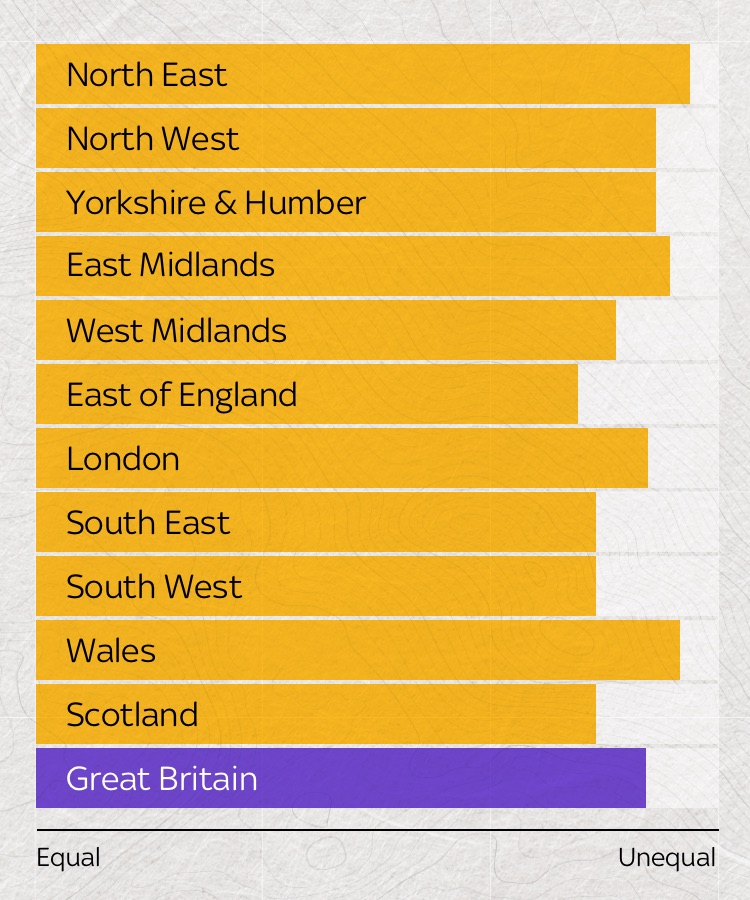 North East
North West
Yorkshire & Humber
East Midlands
West Midlands
East of England
London
South East
South West
Wales
Scotland
Great Britain
Equal Unequal